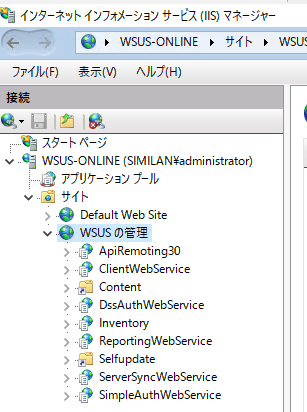 インターネット インフォメーション サービス (IIS) マネージャー
WSUS-ONLINE ▸ サイト ▸ WSUS
ファイル(F) 表示(V) ヘルプ(H)
接続
スタート ページ
WSUS-ONLINE (SIMILAN¥administrator)
アプリケーション プール
サイト
Default Web Site
WSUS の管理
ApiRemoting30
ClientWebService
Content
DssAuthWebService
Inventory
ReportingWebService
Selfupdate
ServerSyncWebService
SimpleAuthWebService